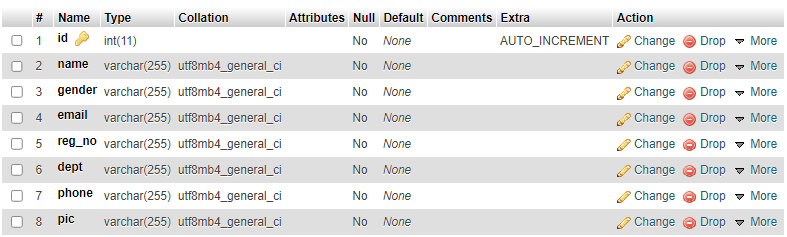 # Name Type Collation Attributes Null Default Comments Extra Action
1 id int(11) No None AUTO_INCREMENT Change Drop More
2 name varchar(255) utf8mb4_general_ci No None Change Drop More
3 gender varchar(255) utf8mb4_general_ci No None Change Drop More
4 email varchar(255) utf8mb4_general_ci No None Change Drop More
5 reg_no varchar(255) utf8mb4_general_ci No None Change Drop More
6 dept varchar(255) utf8mb4_general_ci No None Change Drop More
7 phone varchar(255) utf8mb4_general_ci No None Change Drop More
8 pic varchar(255) utf8mb4_general_ci No None Change Drop More